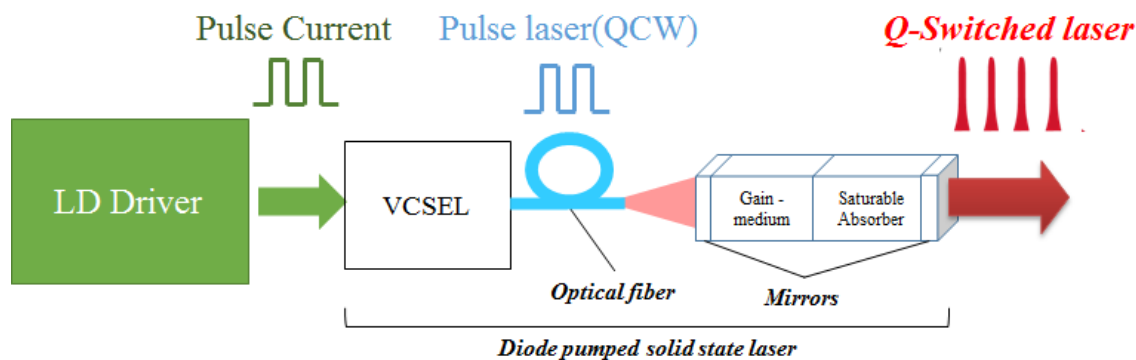 Pulse Current
Pulse laser(QCW)
Q-Switched laser
LD Driver
VCSEL
Gain -
medium
Saturable
Absorber
Optical fiber
Mirrors
Diode pumped solid state laser